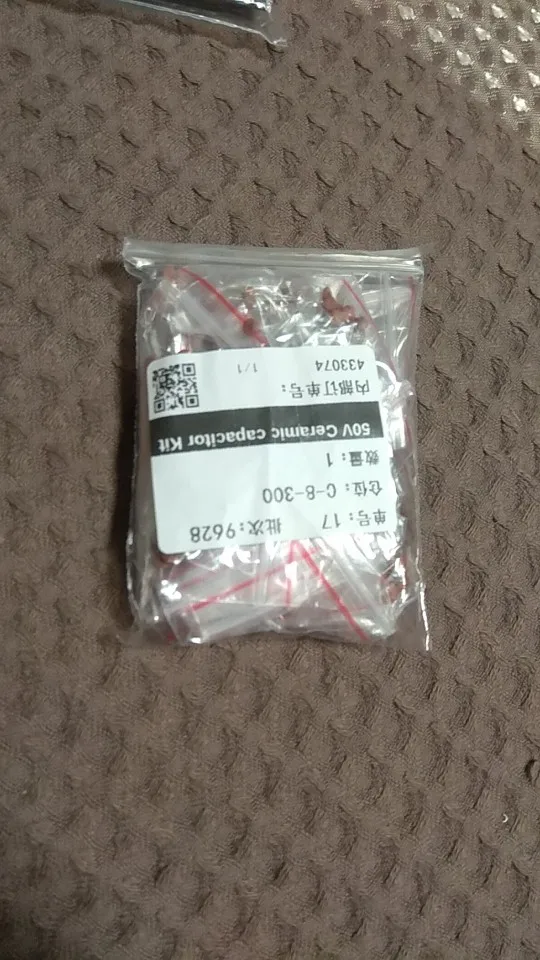 单号：17 批次：9628
仓位：C-8-300
数量：1
50V Ceramic capacitor Kit
内部订单号：
433074 1/1